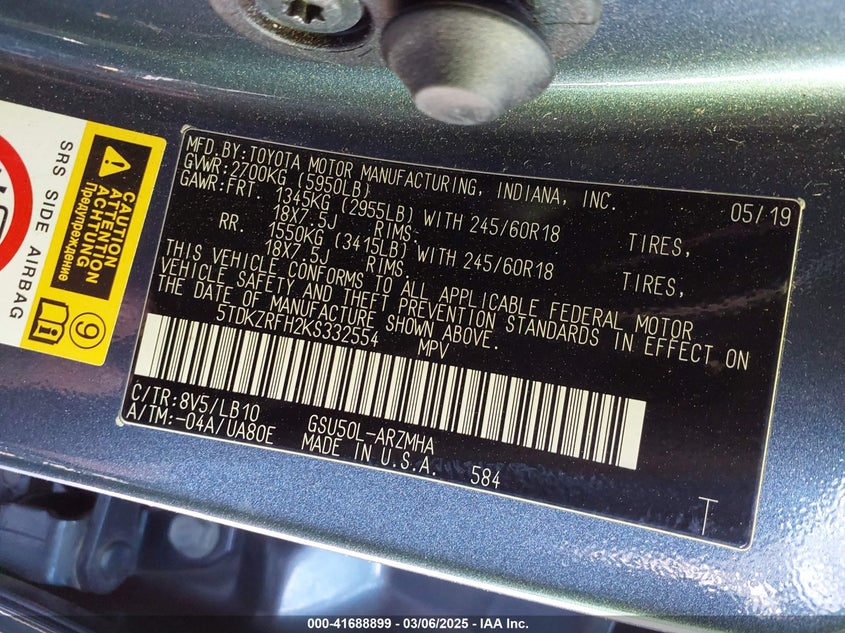 SRS SIDE AIRBAG
CAUTION
ATTENTION
ACHTUNG
Предупреждение
9
MFD.BY:TOYOTA MOTOR MANUFACTURING, INDIANA, INC.
GVWR:2700KG (5950LB) 05/19
GAWR:FRT. 1345KG (2955LB) WITH 245/60R18 TIRES,
18X7.5J RIMS.
RR. 1550KG (3415LB) WITH 245/60R18 TIRES,
18X7.5J RIMS.
THIS VEHICLE CONFORMS TO ALL APPLICABLE FEDERAL MOTOR
VEHICLE SAFETY AND THEFT PREVENTION STANDARDS IN EFFECT ON
THE DATE OF MANUFACTURE SHOWN ABOVE.
5TDKZRFH2KS332554 MPV
C/TR:8V5/LB10 GSU50L-ARZMHA
A/TM:-04A/UA80E MADE IN U.S.A. 584
T
000-41688899 | 03/06/2025 - IAA Inc.